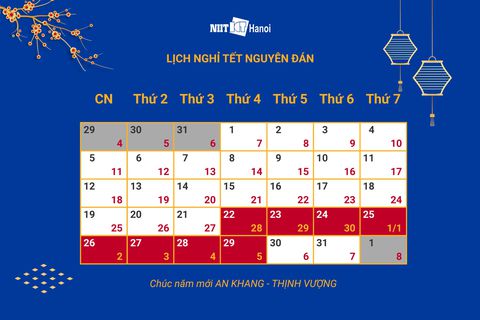 NIIT Hanoi
LỊCH NGHỈ TẾT NGUYÊN ĐÁN
CN Thứ 2 Thứ 3 Thứ 4 Thứ 5 Thứ 6 Thứ 7
29 30 31 1 2 3 4
4 5 6 7 8 9 10
5 6 7 8 9 10 11
11 12 13 14 15 16 17
12 13 14 15 16 17 18
18 19 20 21 22 23 24
19 20 21 22 23 24 25
25 26 27 28 29 30 1/1
26 27 28 29 30 31 1
2 3 4 5 6 7 8
Chúc năm mới AN KHANG - THỊNH VƯỢNG